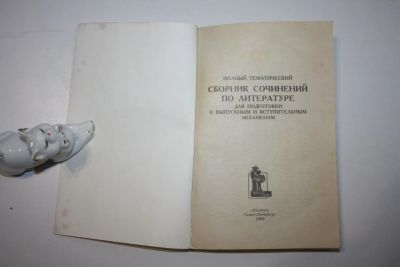 ПОЛНЫЙ ТЕМАТИЧЕСКИЙ
СБОРНИК СОЧИНЕНИЙ
ПО ЛИТЕРАТУРЕ
ДЛЯ ПОДГОТОВКИ
К ВЫПУСКНЫМ И ВСТУПИТЕЛЬНЫМ
ЭКЗАМЕНАМ
Санкт-Петербург